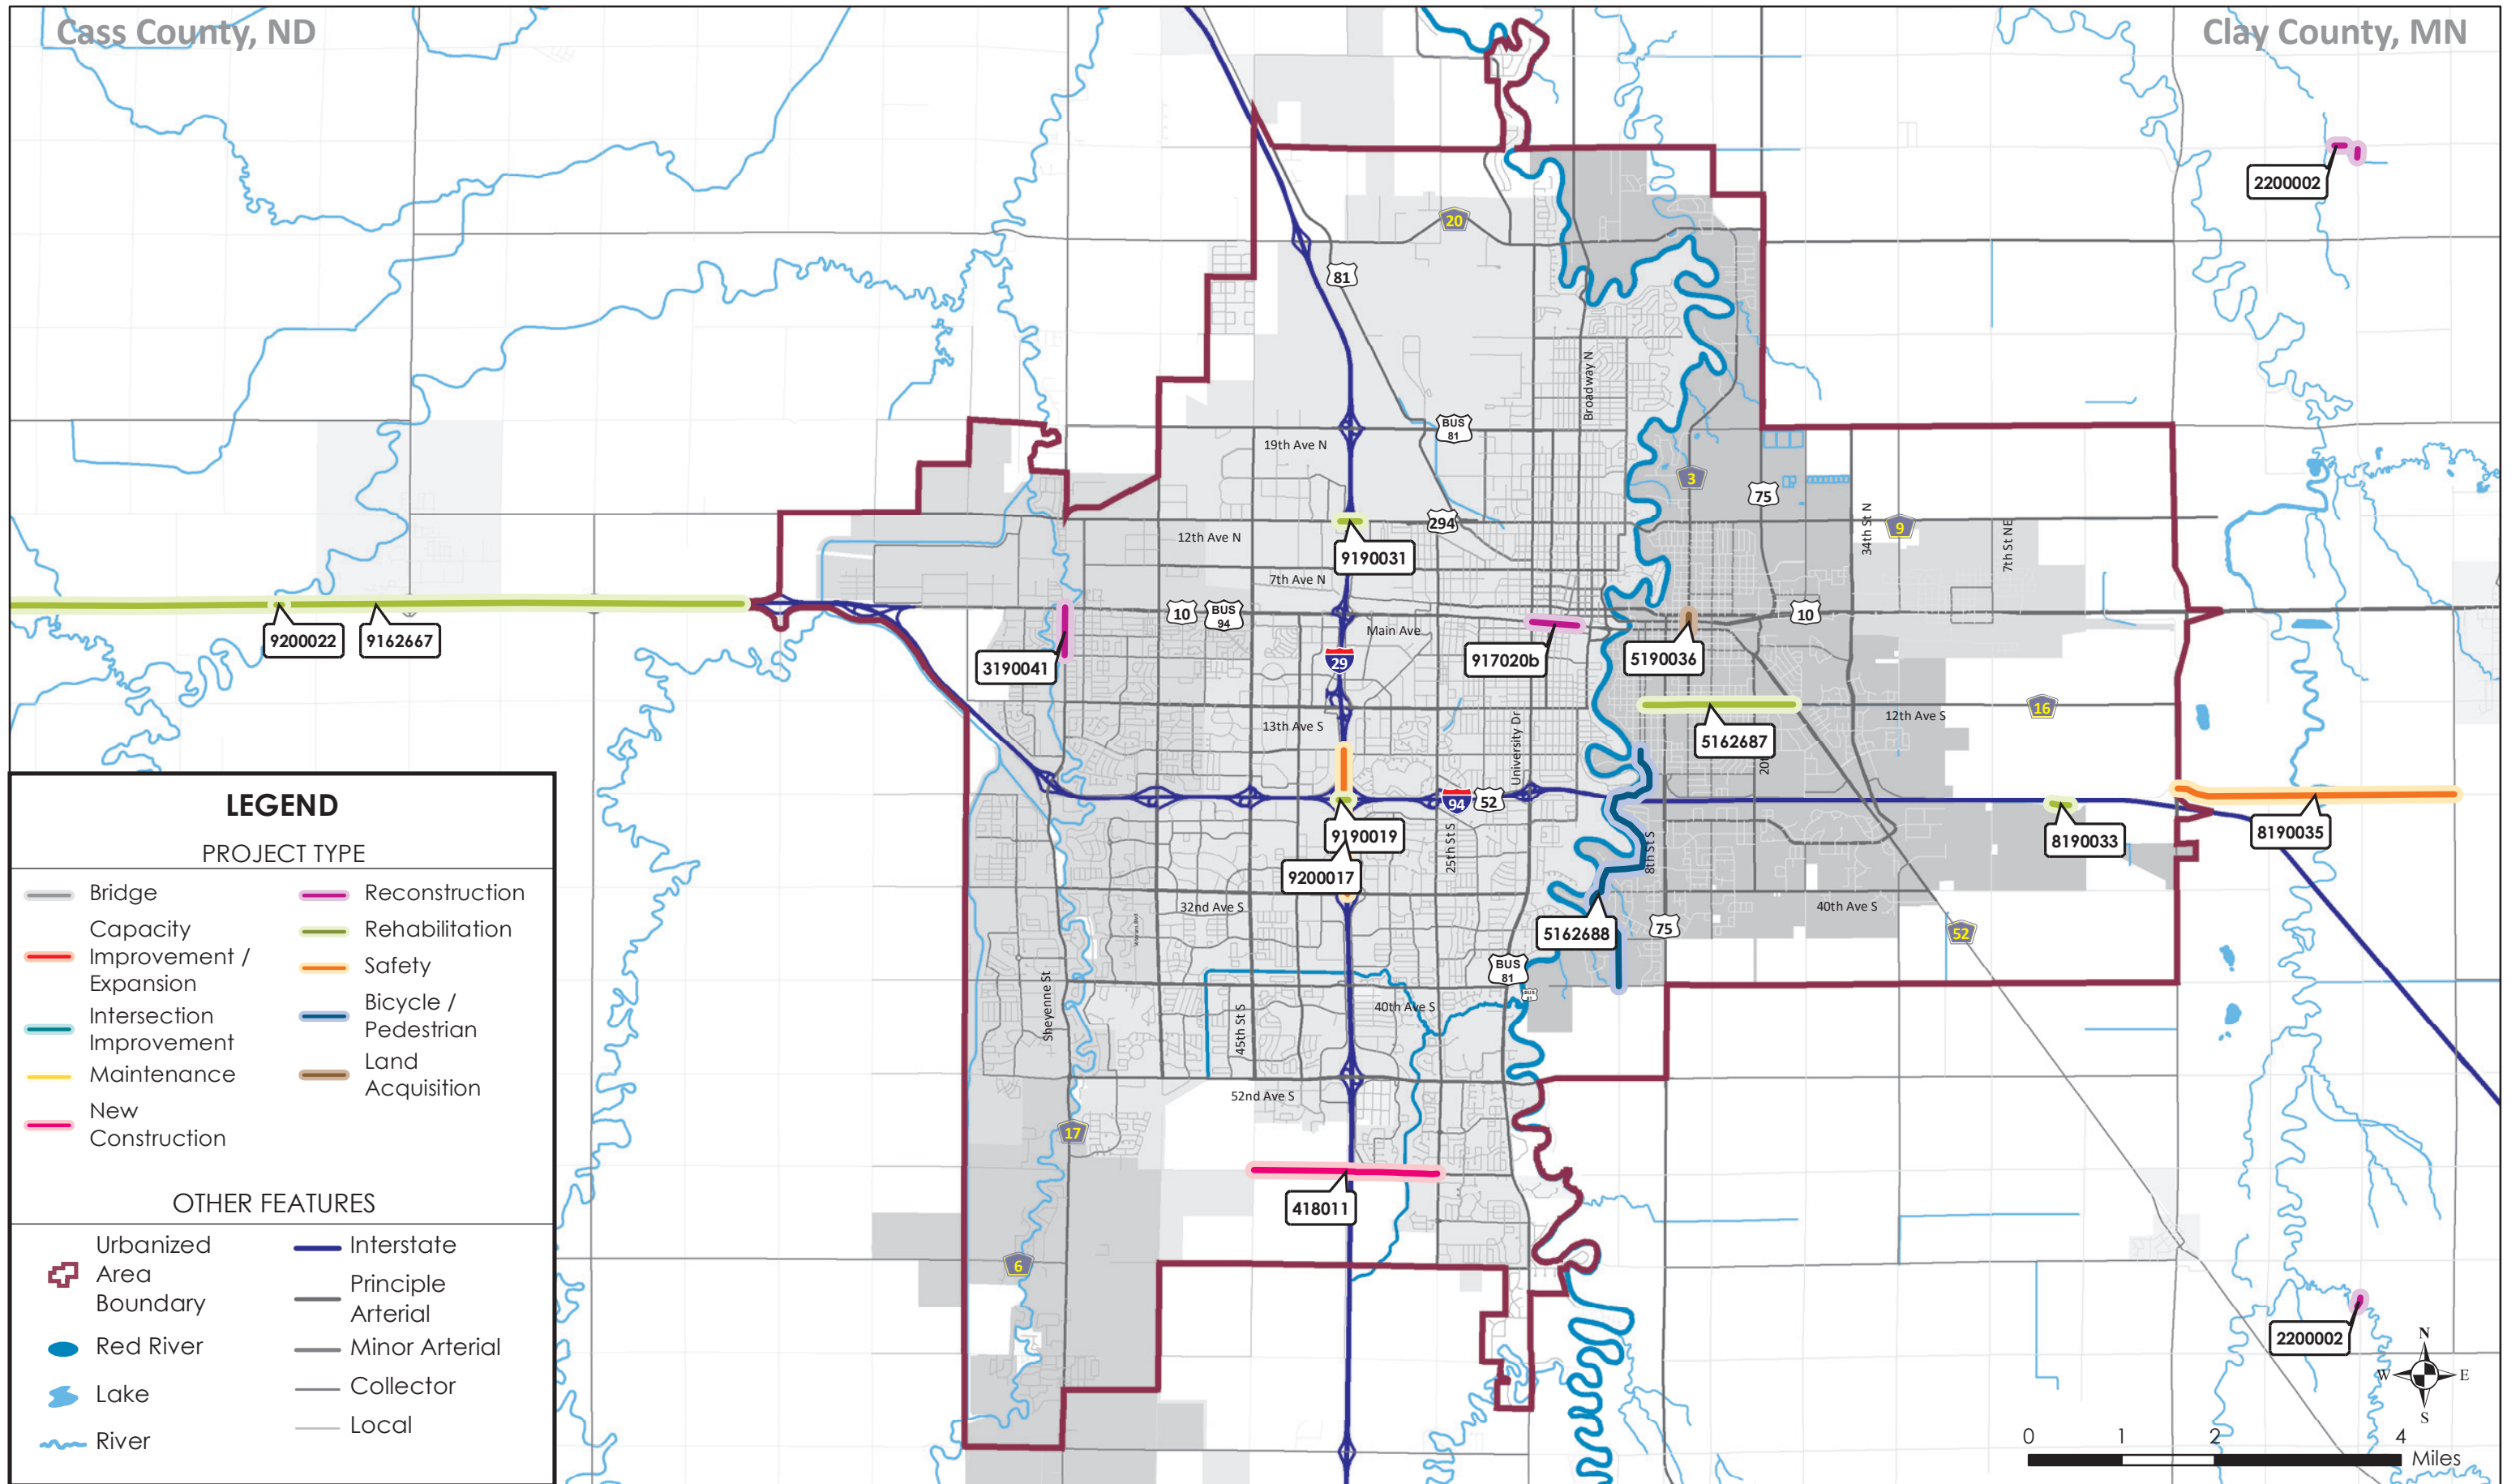 Cass County, ND
Clay County, MN
2200002
20
81
Broadway N
BUS
81
19th Ave N
3
75
294
34th St N
9
7th St NE
12th Ave N
9190031
7th Ave N
10
BUS
94
Main Ave
10
9200022
9162667
3190041
29
917020b
5190036
13th Ave S
University Dr
12th Ave S
16
5162687
20t
94
52
9190019
25th St S
8th St S
8190033
8190035
9200017
32nd Ave S
40th Ave S
5162688
75
52
BUS
81
BUS
81
Sheyenne St
45th St S
40th Ave S
52nd Ave S
17
418011
6
2200002
N
W
E
S
0
1
2
4
Miles
LEGEND
PROJECT TYPE
Bridge
Capacity
Improvement /
Expansion
Intersection
Improvement
Maintenance
New
Construction
Reconstruction
Rehabilitation
Safety
Bicycle /
Pedestrian
Land
Acquisition
OTHER FEATURES
Urbanized
Area
Boundary
Red River
Lake
River
Interstate
Principle
Arterial
Minor Arterial
Collector
Local